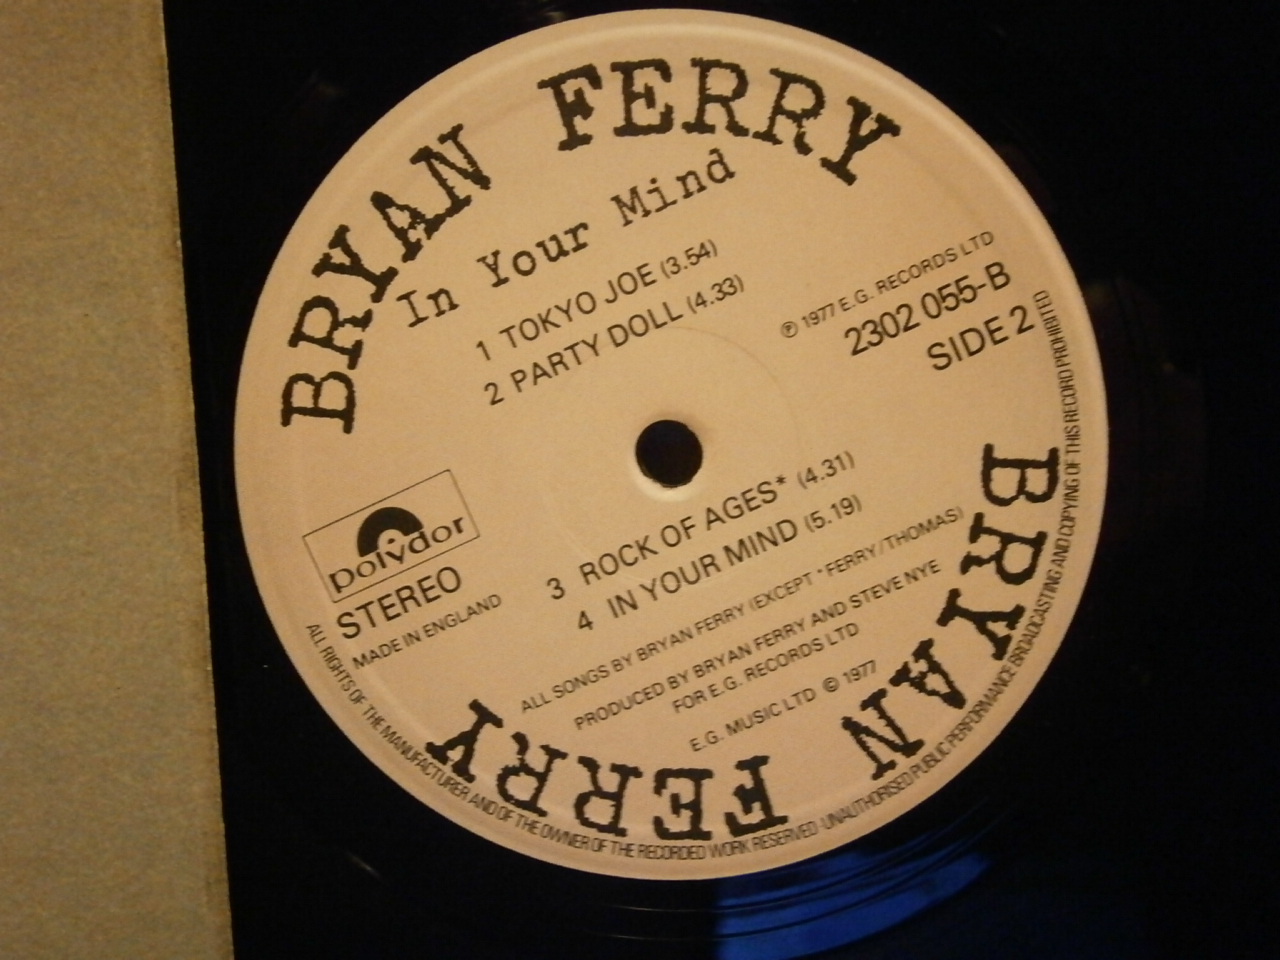 BRYAN FERRY
In Your Mind
1 TOKYO JOE (3.54)
2 PARTY DOLL (4.33)
℗ 1977 E.G. RECORDS LTD
2302 055-B
SIDE 2
polydor
STEREO
MADE IN ENGLAND
3 ROCK OF AGES* (4.31)
4 IN YOUR MIND (5.19)
ALL SONGS BY BRYAN FERRY (EXCEPT *FERRY/THOMAS)
PRODUCED BY BRYAN FERRY AND STEVE NYE
FOR E.G. RECORDS LTD
E.G. MUSIC LTD © 1977
BRYAN FERRY
ALL RIGHTS OF THE MANUFACTURER AND OF THE OWNER OF THE RECORDED WORK RESERVED · UNAUTHORISED PUBLIC PERFORMANCE BROADCASTING AND COPYING OF THIS RECORD PROHIBITED